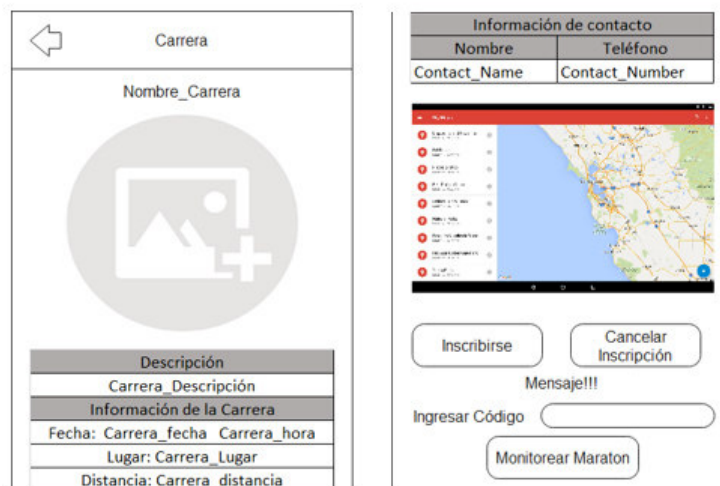 Carrera
Nombre_Carrera
Descripción
Carrera_Descripción
Información de la Carrera
Fecha: Carrera_fecha Carrera_hora
Lugar: Carrera_Lugar
Distancia: Carrera_distancia
Información de contacto
Nombre Teléfono
Contact_Name Contact_Number
Inscribirse
Cancelar
Inscripción
Mensaje!!!
Ingresar Código
Monitorear Maraton